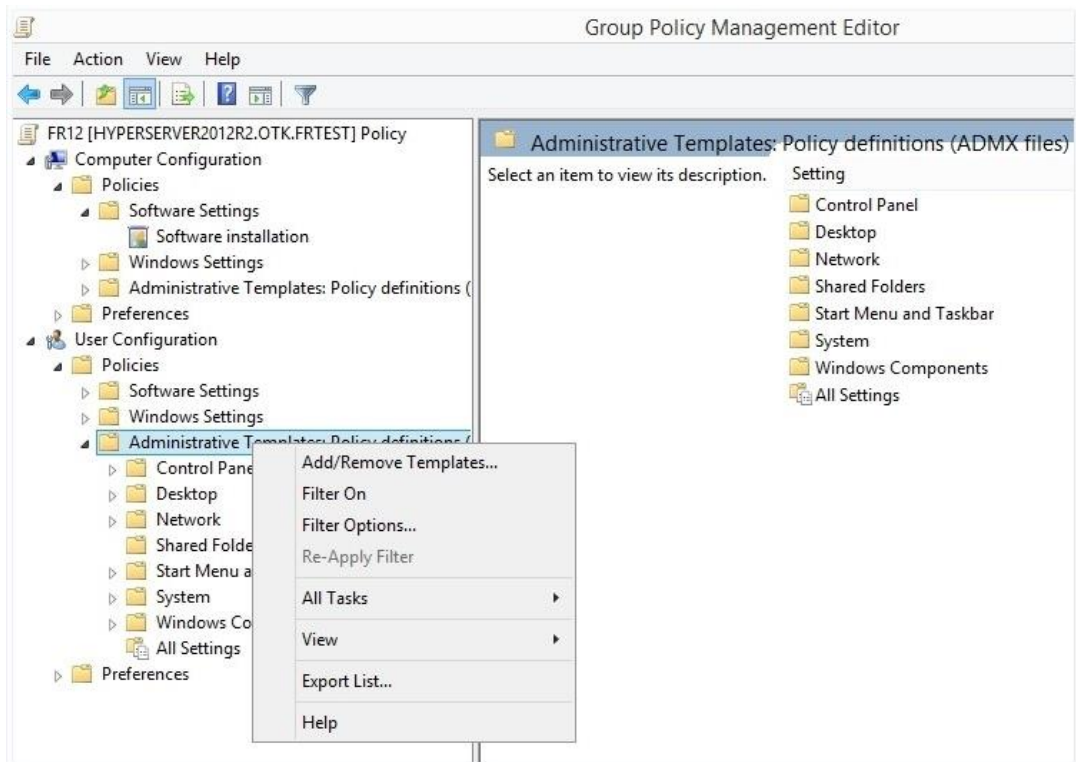 Group Policy Management Editor
File Action View Help
FR12 [HYPERSERVER2012R2.OTK.FRTEST] Policy
Computer Configuration
Policies
Software Settings
Software installation
Windows Settings
Administrative Templates: Policy definitions (
Preferences
User Configuration
Policies
Software Settings
Windows Settings
Administrative Templates: Policy definitions (
Control Pane
Desktop
Network
Shared Folde
Start Menu a
System
Windows Co
All Settings
Preferences
Add/Remove Templates...
Filter On
Filter Options...
Re-Apply Filter
All Tasks
View
Export List...
Help
Administrative Templates: Policy definitions (ADMX files)
Select an item to view its description.
Setting
Control Panel
Desktop
Network
Shared Folders
Start Menu and Taskbar
System
Windows Components
All Settings